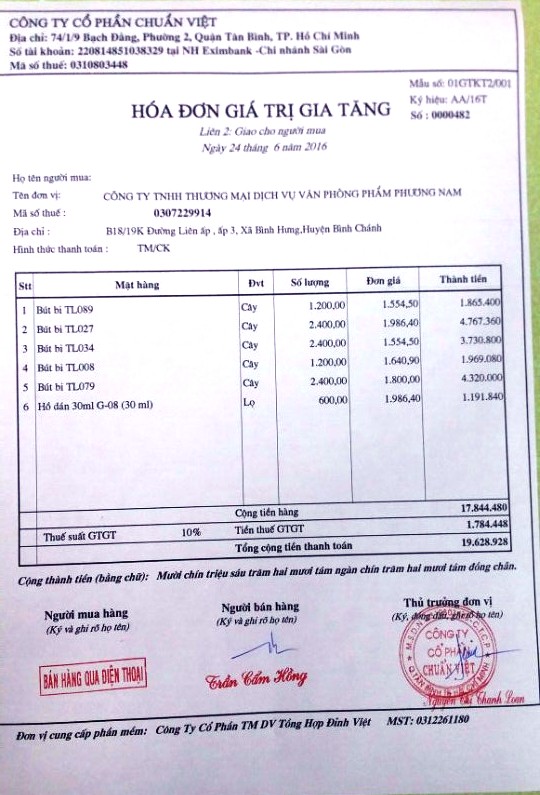 CÔNG TY CỔ PHẦN CHUẨN VIỆT
Địa chỉ: 74/1/9 Bạch Đằng, Phường 2, Quận Tân Bình, TP. Hồ Chí Minh
Số tài khoản: 220814851038329 tại NH Eximbank -Chi nhánh Sài Gòn
Mã số thuế: 0310803448
Mẫu số: 01GTKT2/001
Ký hiệu: AA/16T
Số : 0000482
HÓA ĐƠN GIÁ TRỊ GIA TĂNG
Liên 2: Giao cho người mua
Ngày 24 tháng 6 năm 2016
Họ tên người mua:
Tên đơn vị: CÔNG TY TNHH THƯƠNG MẠI DỊCH VỤ VĂN PHÒNG PHẨM PHƯƠNG NAM
Mã số thuế : 0307229914
Địa chỉ : B18/19K Đường Liên ấp , ấp 3, Xã Bình Hưng,Huyện Bình Chánh
Hình thức thanh toán : TM/CK
Stt Mặt hàng Đvt Số lượng Đơn giá Thành tiền
1 Bút bi TL089 Cây 1.200,00 1.554,50 1.865.400
2 Bút bi TL027 Cây 2.400,00 1.986,40 4.767.360
3 Bút bi TL034 Cây 2.400,00 1.554,50 3.730.800
4 Bút bi TL008 Cây 1.200,00 1.640,90 1.969.080
5 Bút bi TL079 Cây 2.400,00 1.800,00 4.320.000
6 Hồ dán 30ml G-08 (30 ml) Lọ 600,00 1.986,40 1.191.840
Cộng tiền hàng 17.844.480
Thuế suất GTGT 10% Tiền thuế GTGT 1.784.448
Tổng cộng tiền thanh toán 19.628.928
Cộng thành tiền (bằng chữ): Mười chín triệu sáu trăm hai mươi tám ngàn chín trăm hai mươi tám đồng chẵn.
Người mua hàng Người bán hàng Thủ trưởng đơn vị
(Ký và ghi rõ họ tên) (Ký và ghi rõ họ tên) (Ký, đóng dấu, ghi rõ họ tên)
BÁN HÀNG QUA ĐIỆN THOẠI
Trần Cẩm Hồng
CÔNG TY
CỔ PHẦN
CHUẨN VIỆT
Nguyễn Thị Thanh Loan
Đơn vị cung cấp phần mềm: Công Ty Cổ Phần TM DV Tổng Hợp Đỉnh Việt MST: 0312261180